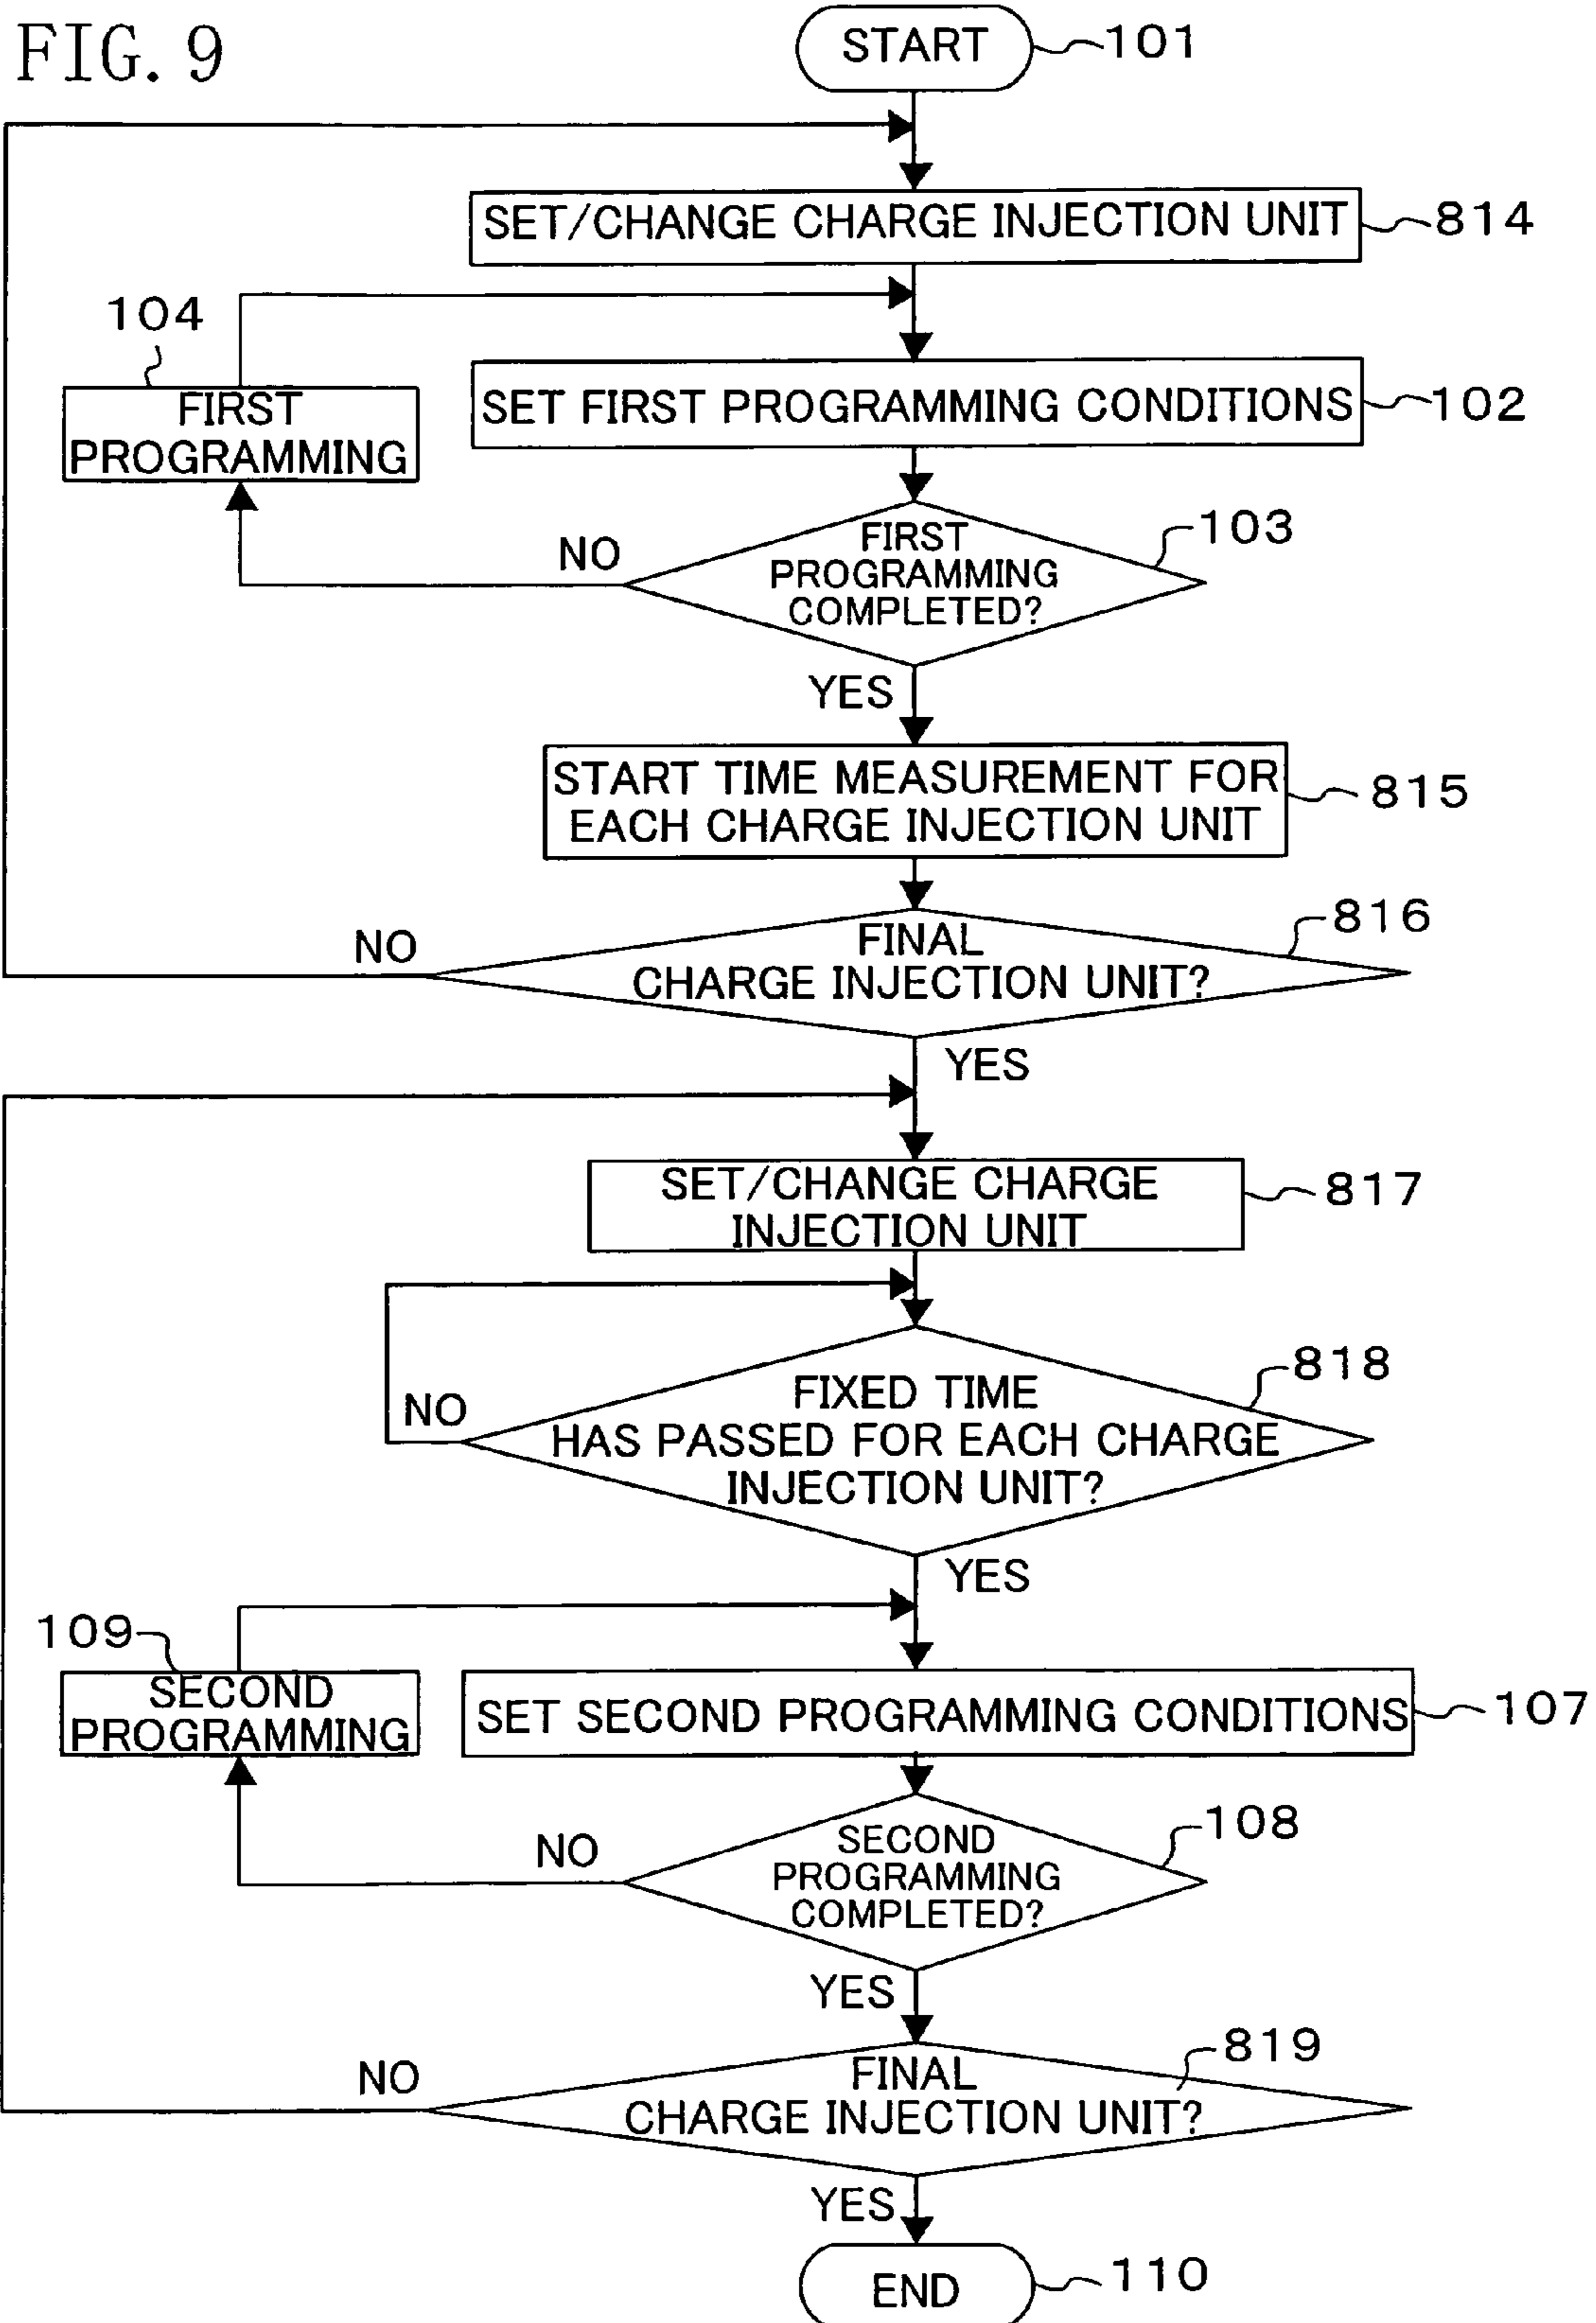 FIG. 9
START
101
SET/CHANGE CHARGE INJECTION UNIT
814
104
FIRST
PROGRAMMING
SET FIRST PROGRAMMING CONDITIONS
102
NO
FIRST
PROGRAMMING
COMPLETED?
103
YES
START TIME MEASUREMENT FOR
EACH CHARGE INJECTION UNIT
815
NO
FINAL
CHARGE INJECTION UNIT?
816
YES
SET/CHANGE CHARGE
INJECTION UNIT
817
NO
FIXED TIME
HAS PASSED FOR EACH CHARGE
INJECTION UNIT?
818
YES
109
SECOND
PROGRAMMING
SET SECOND PROGRAMMING CONDITIONS
107
NO
SECOND
PROGRAMMING
COMPLETED?
108
YES
NO
FINAL
CHARGE INJECTION UNIT?
819
YES
END
110